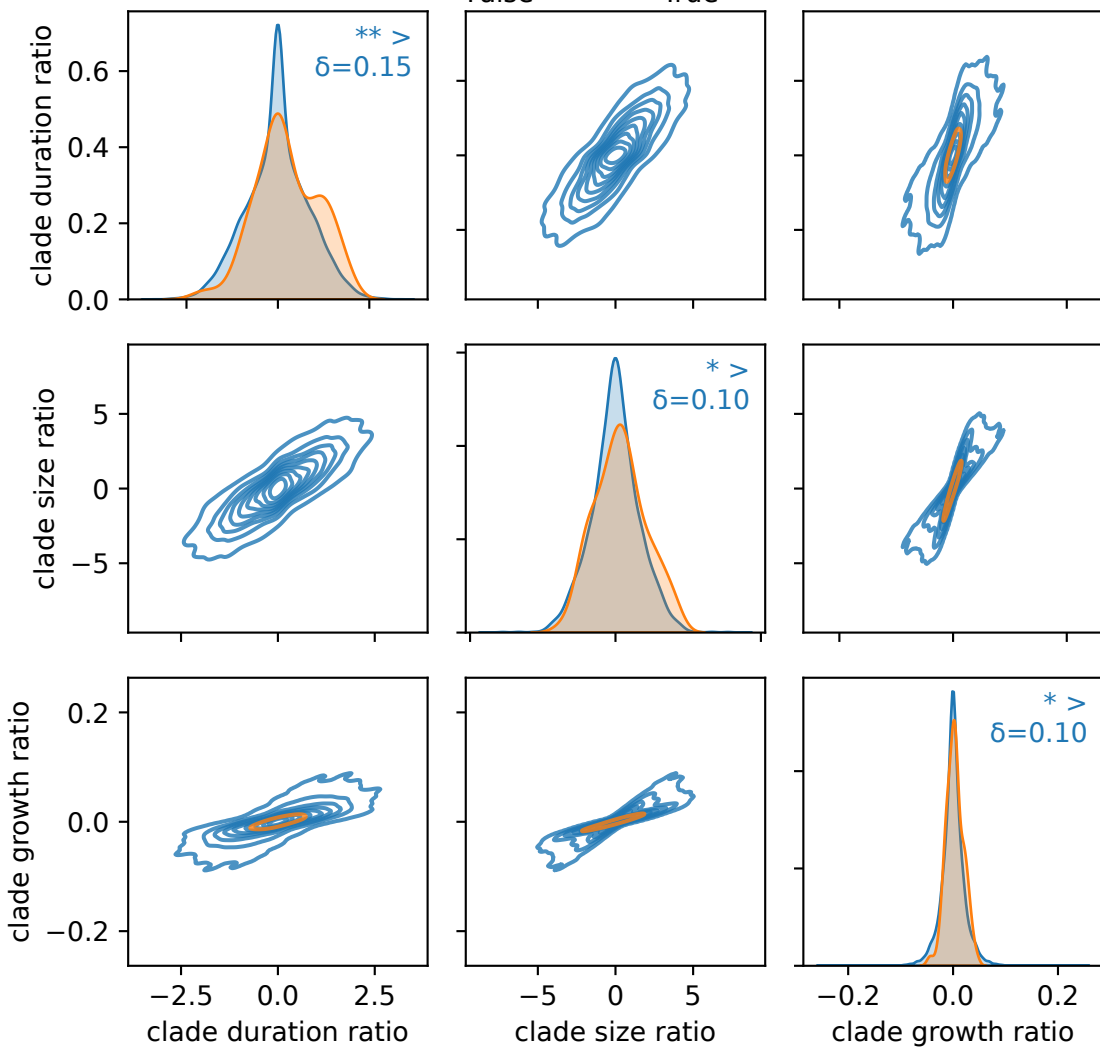 ** >
δ=0.15
clade duration ratio
0.6
0.4
0.2
0.0
* >
δ=0.10
clade size ratio
5
0
−5
* >
δ=0.10
clade growth ratio
0.2
0.0
−0.2
−2.5 0.0 2.5
−5 0 5
−0.2 0.0 0.2
clade duration ratio
clade size ratio
clade growth ratio